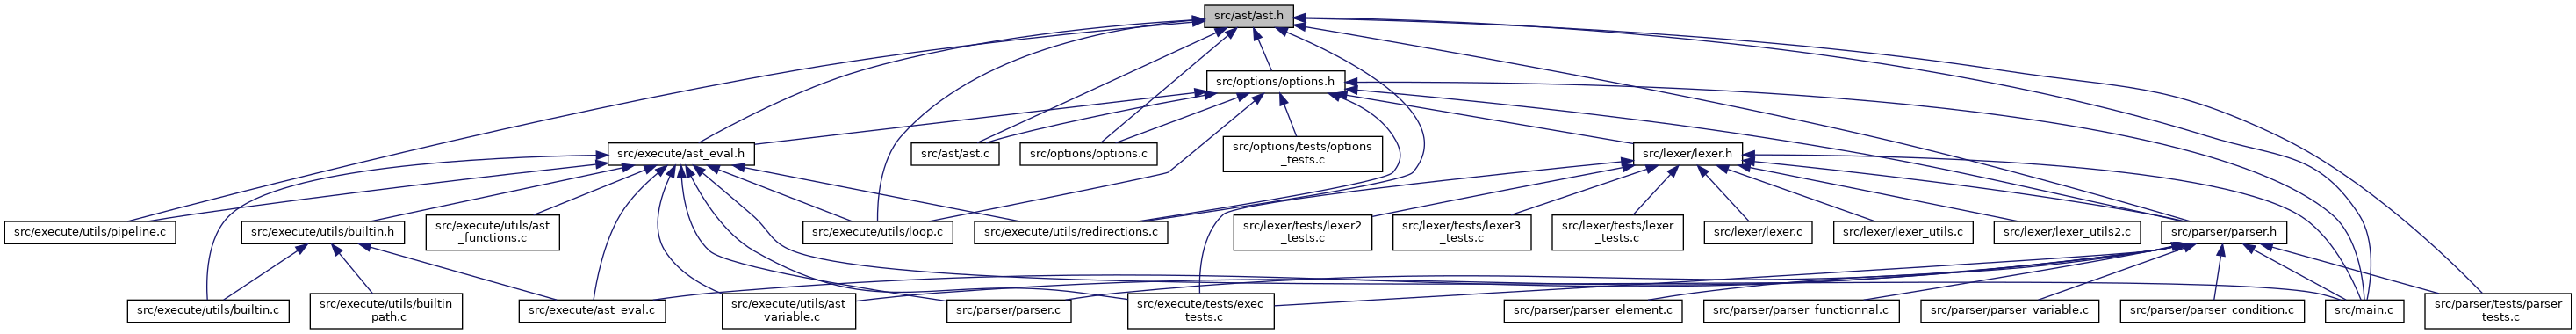 src/ast/ast.h
src/options/options.h
src/execute/ast_eval.h
src/ast/ast.c
src/options/options.c
src/options/tests/options
_tests.c
src/lexer/lexer.h
src/execute/utils/pipeline.c
src/execute/utils/builtin.h
src/execute/utils/ast
_functions.c
src/execute/utils/loop.c
src/execute/utils/redirections.c
src/lexer/tests/lexer2
_tests.c
src/lexer/tests/lexer3
_tests.c
src/lexer/tests/lexer
_tests.c
src/lexer/lexer.c
src/lexer/lexer_utils.c
src/lexer/lexer_utils2.c
src/parser/parser.h
src/execute/utils/builtin.c
src/execute/utils/builtin
_path.c
src/execute/ast_eval.c
src/execute/utils/ast
_variable.c
src/parser/parser.c
src/execute/tests/exec
_tests.c
src/parser/parser_element.c
src/parser/parser_functionnal.c
src/parser/parser_variable.c
src/parser/parser_condition.c
src/main.c
src/parser/tests/parser
_tests.c